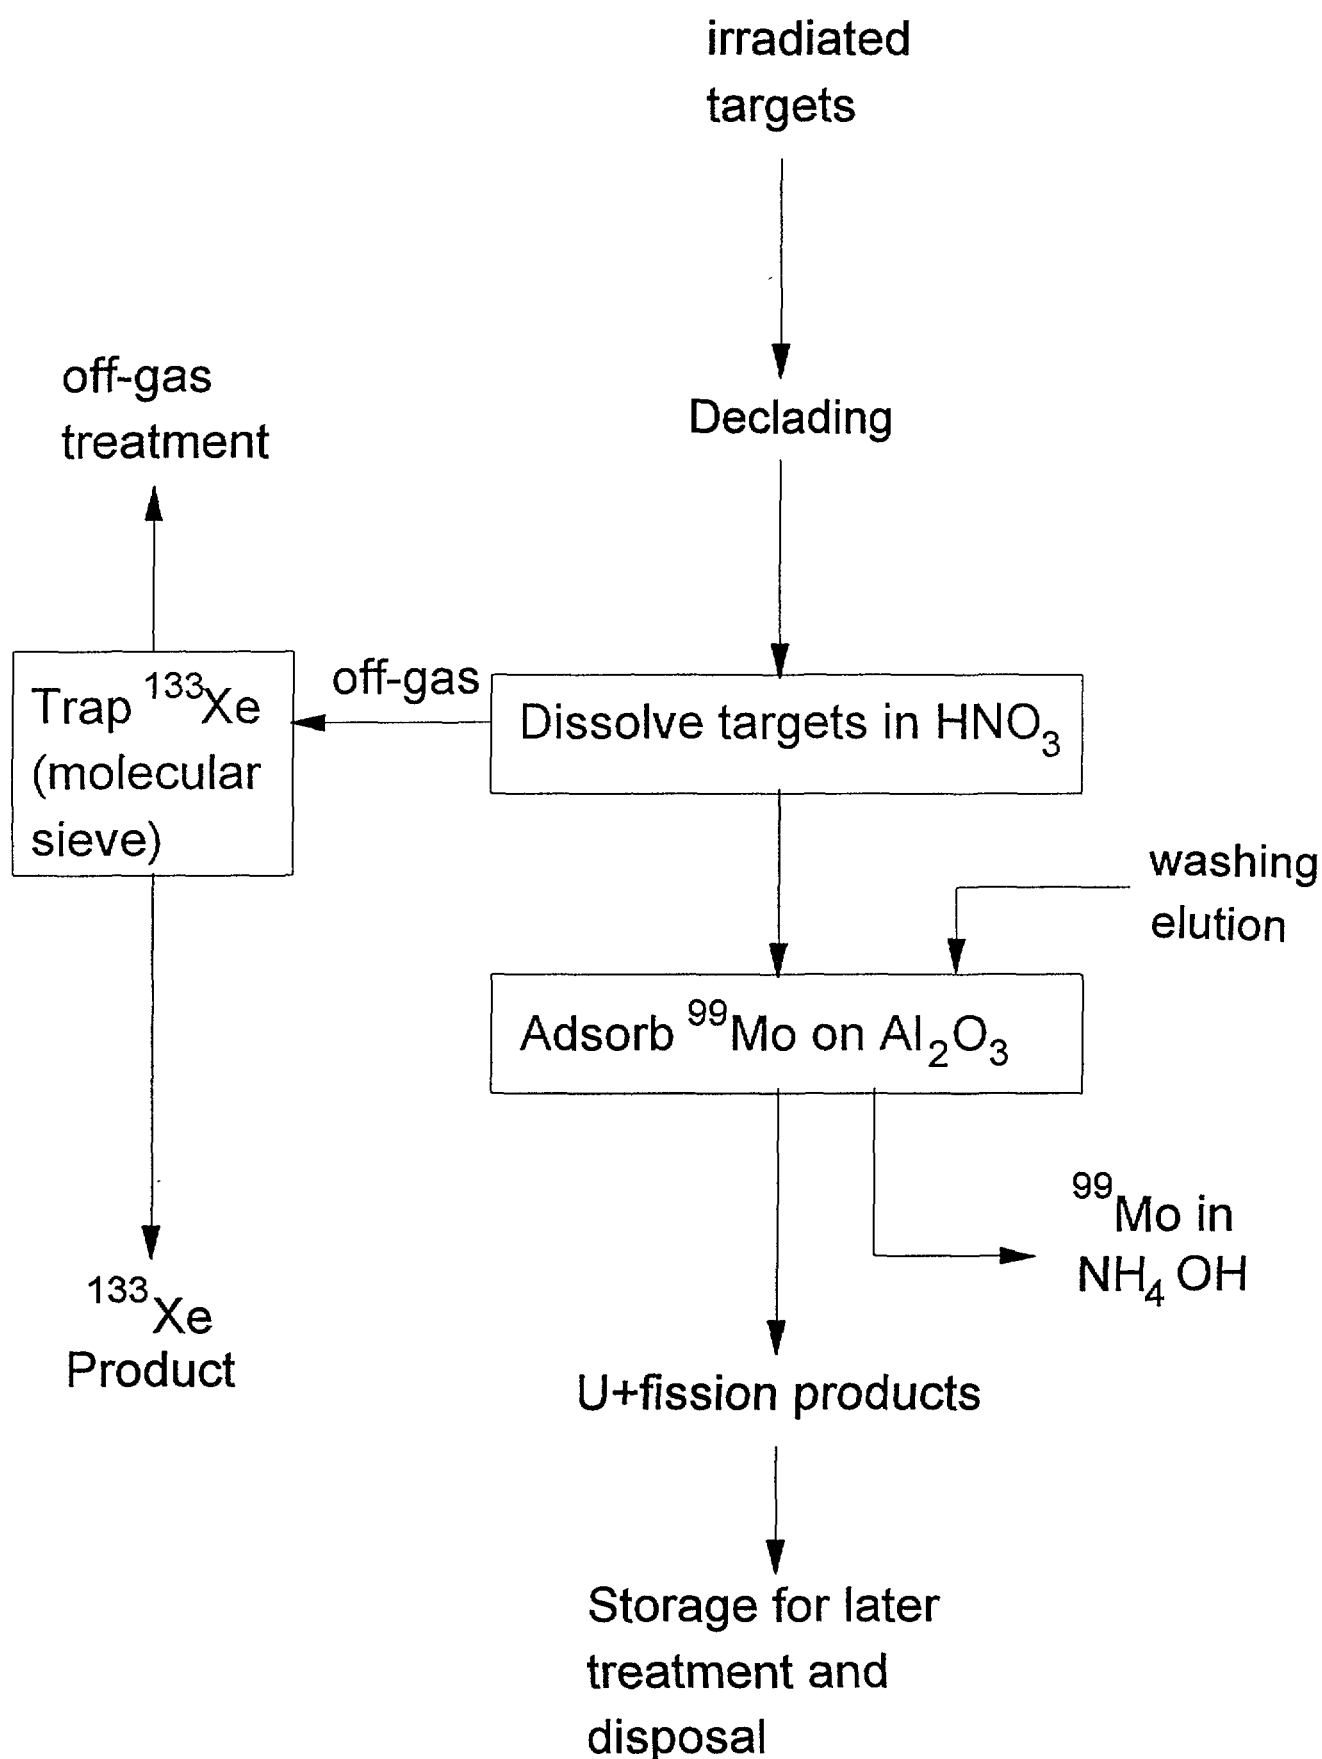 irradiated
targets
off-gas
treatment
Declading
Trap ¹³³Xe
(molecular
sieve)
off-gas
Dissolve targets in HNO₃
washing
elution
Adsorb ⁹⁹Mo on Al₂O₃
⁹⁹Mo in
NH₄ OH
¹³³Xe
Product
U+fission products
Storage for later
treatment and
disposal